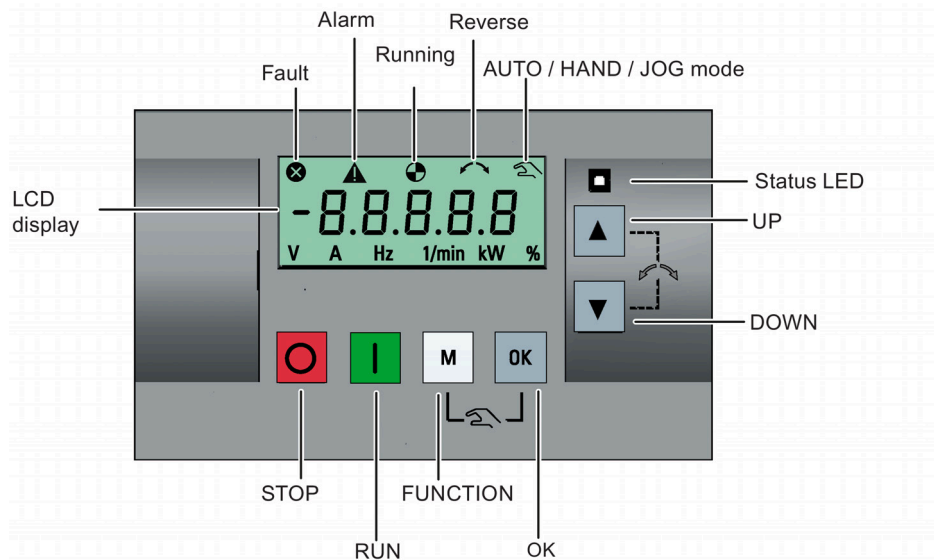 Alarm
Reverse
Running
Fault
AUTO / HAND / JOG mode
LCD
display
-8.8.8.8.8
V A Hz 1/min kW %
Status LED
UP
DOWN
M OK
STOP
FUNCTION
RUN
OK